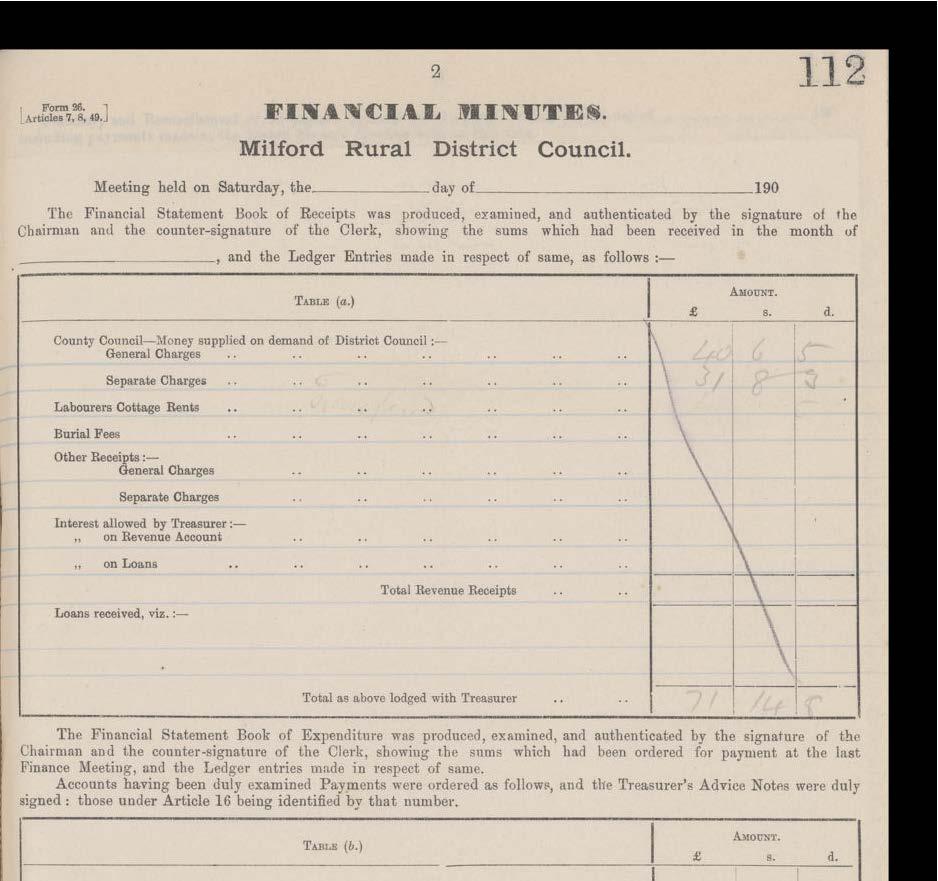 2
112
Form 26.
[Articles 7, 8, 49.]
FINANCIAL MINUTES.
Milford Rural District Council.
Meeting held on Saturday, the day of 190
The Financial Statement Book of Receipts was produced, examined, and authenticated by the signature of the
Chairman and the counter-signature of the Clerk, showing the sums which had been received in the month of
, and the Ledger Entries made in respect of same, as follows :—
TABLE (a.) AMOUNT.
£ s. d.
County Council—Money supplied on demand of District Council :—
General Charges .. .. .. .. .. .. .. 40 6 5
Separate Charges .. .. .. .. .. .. .. 31 8 3
Labourers Cottage Rents .. .. .. .. .. .. ..
Burial Fees .. .. .. .. .. .. ..
Other Receipts :—
General Charges .. .. .. .. .. ..
Separate Charges .. .. .. .. .. ..
Interest allowed by Treasurer :—
„ on Revenue Account .. .. .. .. .. ..
„ on Loans .. .. .. .. .. .. ..
Total Revenue Receipts .. ..
Loans received, viz. :—
Total as above lodged with Treasurer .. .. 71 14 8
The Financial Statement Book of Expenditure was produced, examined, and authenticated by the signature of the
Chairman and the counter-signature of the Clerk, showing the sums which had been ordered for payment at the last
Finance Meeting, and the Ledger entries made in respect of same.
Accounts having been duly examined Payments were ordered as follows, and the Treasurer's Advice Notes were duly
signed : those under Article 16 being identified by that number.
TABLE (b.) AMOUNT.
£ s. d.